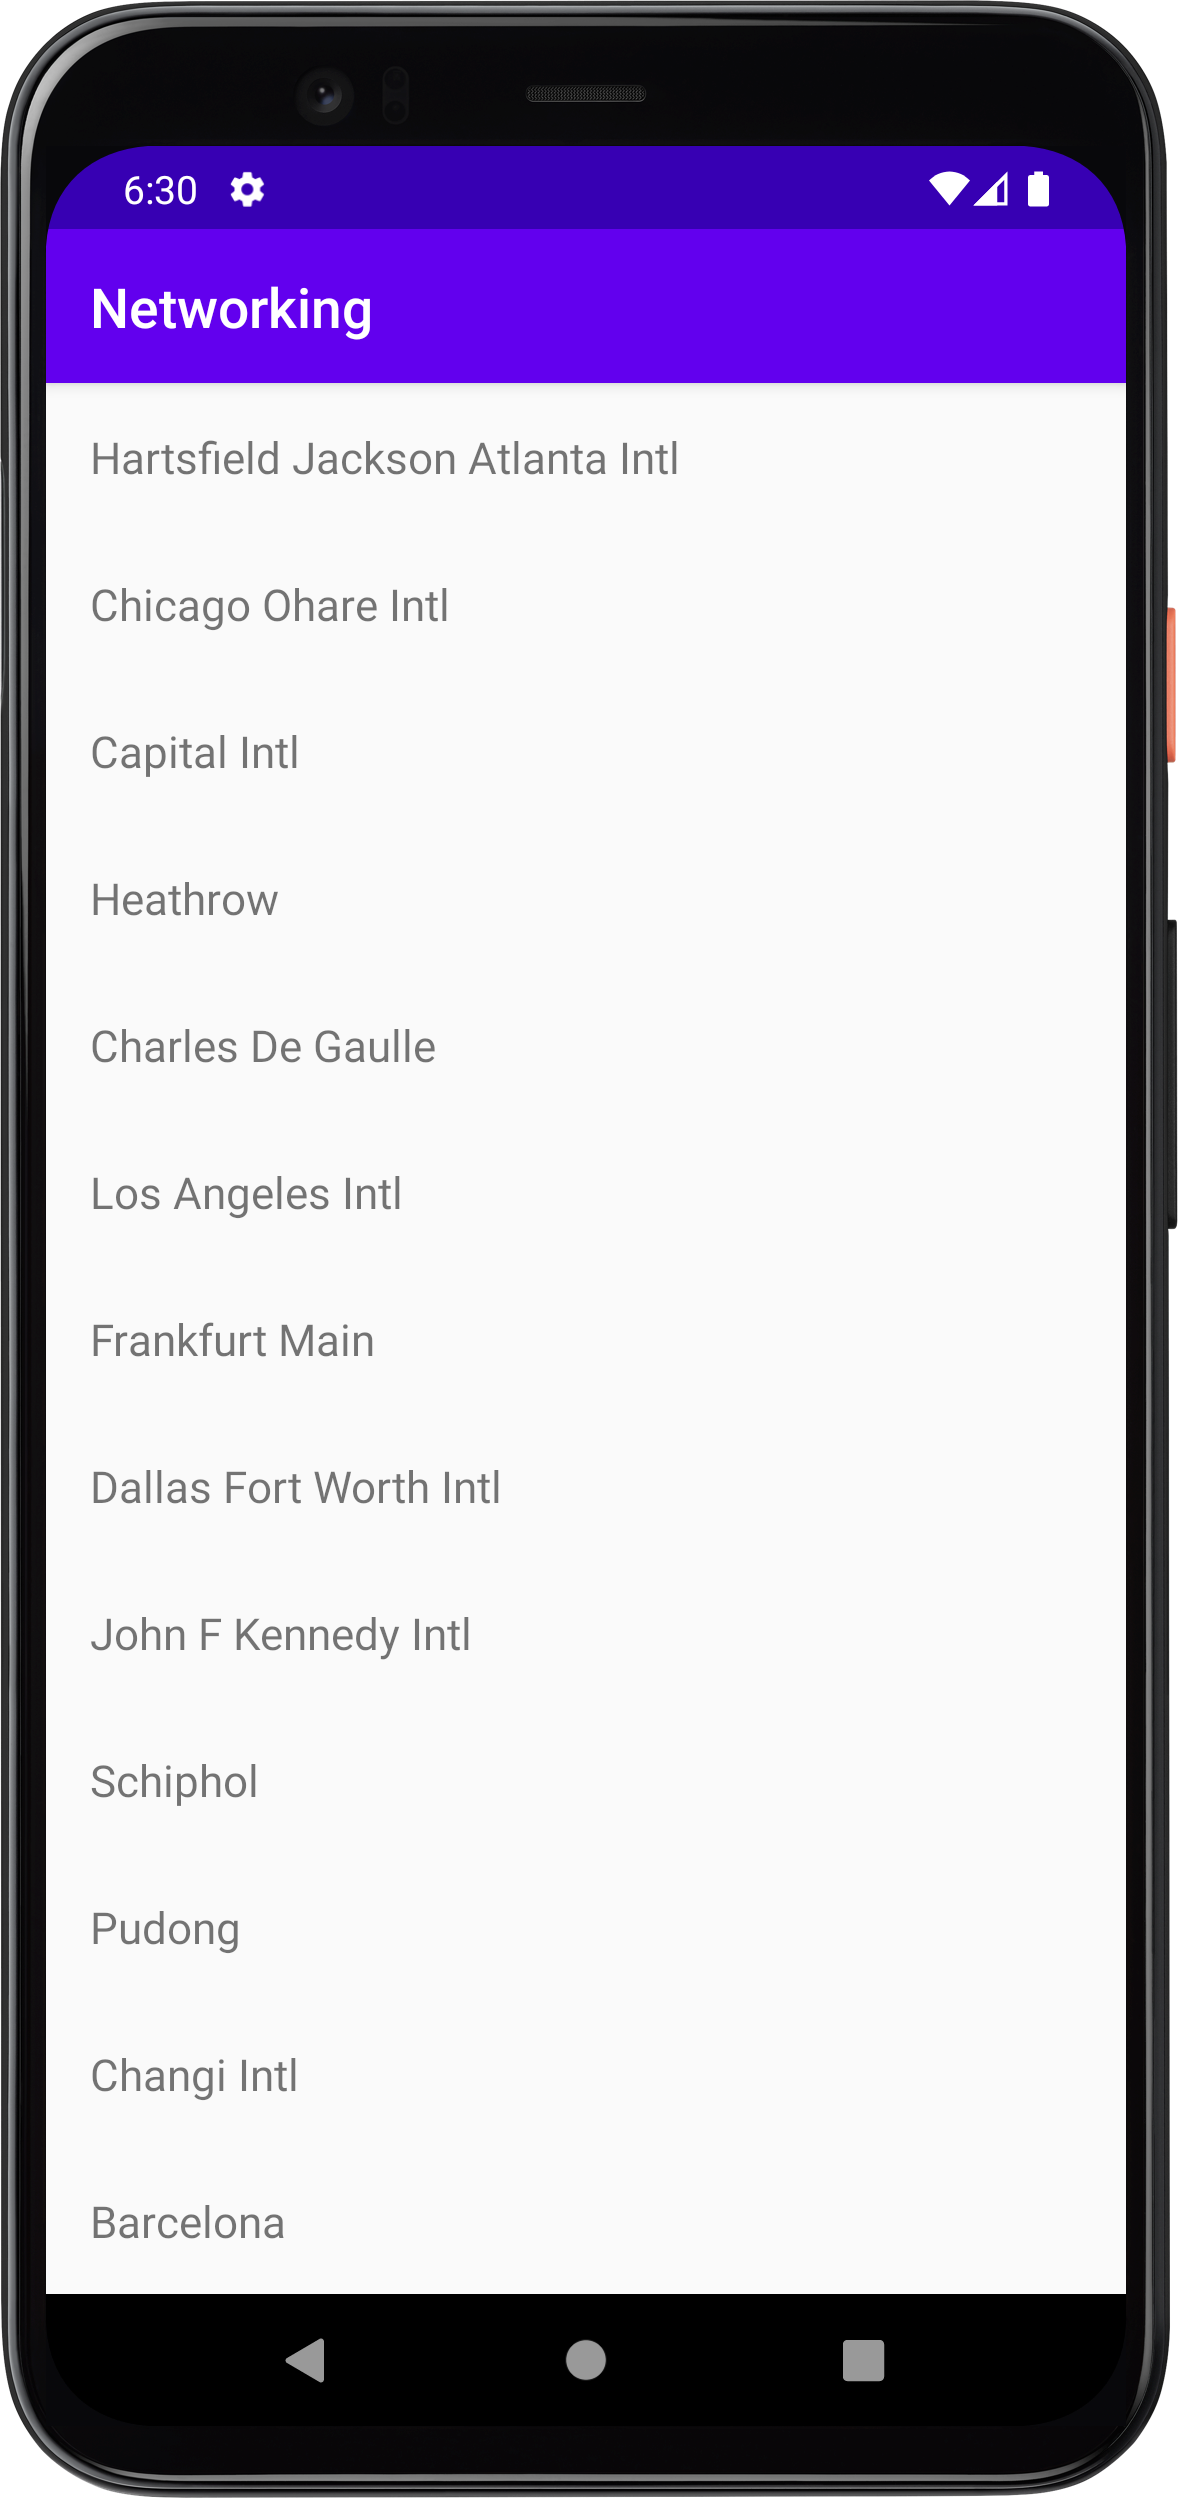 6:30
Networking
Hartsfield Jackson Atlanta Intl
Chicago Ohare Intl
Capital Intl
Heathrow
Charles De Gaulle
Los Angeles Intl
Frankfurt Main
Dallas Fort Worth Intl
John F Kennedy Intl
Schiphol
Pudong
Changi Intl
Barcelona